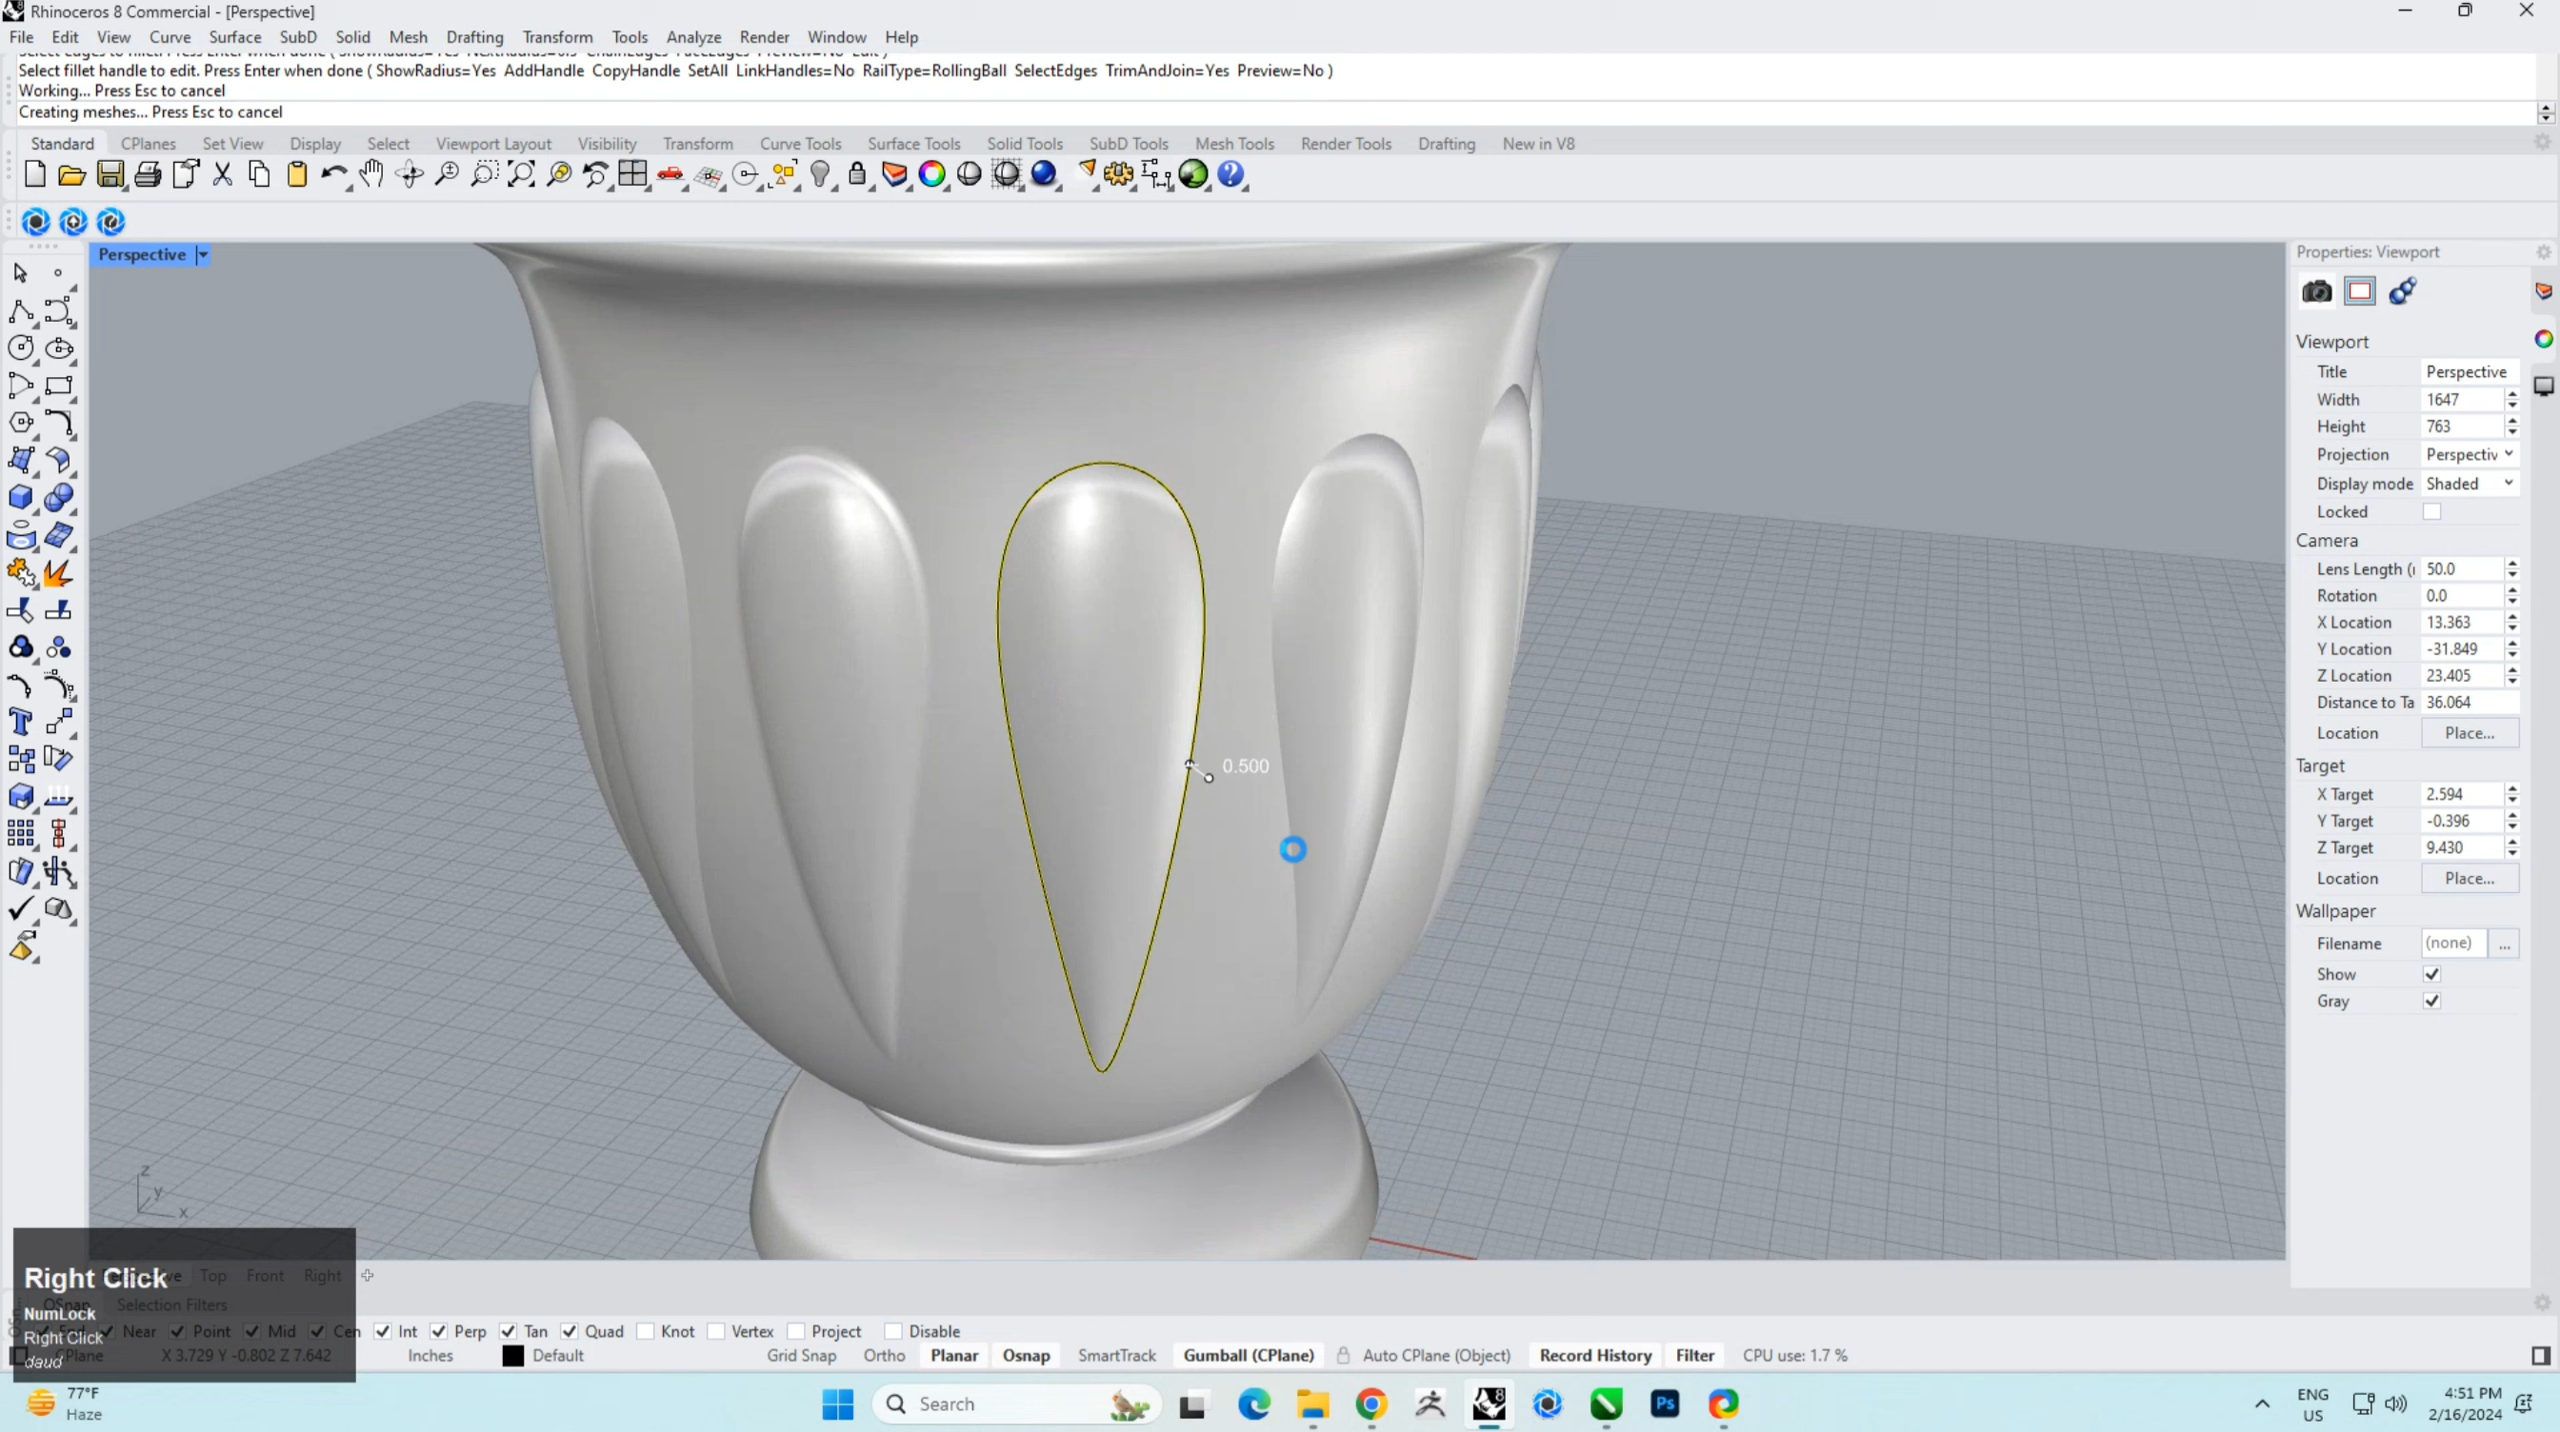 Rhinoceros 8 Commercial - [Perspective]
File Edit View Curve Surface SubD Solid Mesh Drafting Transform Tools Analyze Render Window Help
Select fillet handle to edit. Press Enter when done ( ShowRadius=Yes AddHandle CopyHandle SetAll LinkHandles=No RailType=RollingBall SelectEdges TrimAndJoin=Yes Preview=No )
Working... Press Esc to cancel
Creating meshes... Press Esc to cancel
Standard CPlanes Set View Display Select Viewport Layout Visibility Transform Curve Tools Surface Tools Solid Tools SubD Tools Mesh Tools Render Tools Drafting New in V8
Perspective
Properties: Viewport
Viewport
Title Perspective
Width 1647
Height 763
Projection Perspectiv
Display mode Shaded
Locked
Camera
Lens Length ( 50.0
Rotation 0.0
X Location 13.363
Y Location -31.849
Z Location 23.405
Distance to Ta 36.064
Location Place...
Target
X Target 2.594
Y Target -0.396
Z Target 9.430
Location Place...
Wallpaper
Filename (none) ...
Show
Gray
0.500
z
y
x
Right Click
Top Front Right
NumLock
Selection Filters
Right Click
daud
Near Point Mid Cen Int Perp Tan Quad Knot Vertex Project Disable
CPlane X 3.729 Y -0.802 Z 7.642 Inches Default Grid Snap Ortho Planar Osnap SmartTrack Gumball (CPlane) Auto CPlane (Object) Record History Filter CPU use: 1.7 %
77°F
Haze
Search
Ps
ENG
US
4:51 PM
2/16/2024